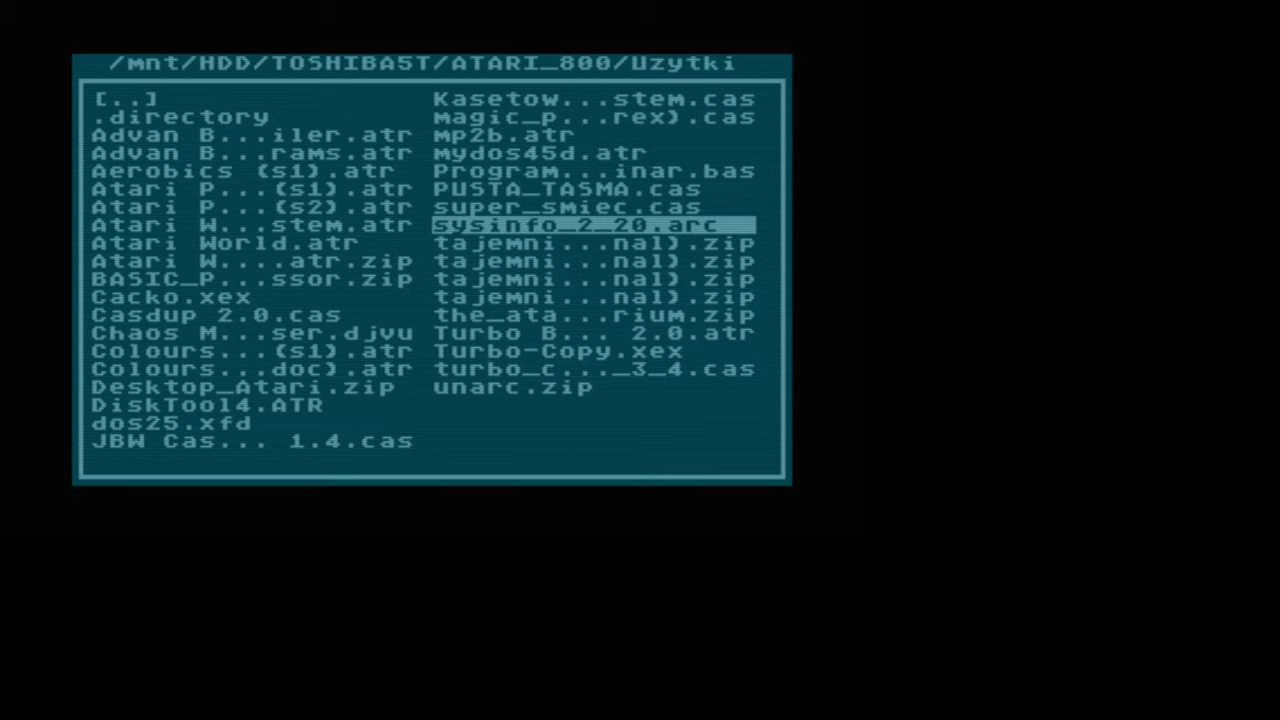 /mnt/HDD/TOSHIBA5T/ATARI_800/Uzytki
[..]
.directory
Advan B...iler.atr
Advan B...rams.atr
Aerobics (s1).atr
Atari P...(s1).atr
Atari P...(s2).atr
Atari W...stem.atr
Atari World.atr
Atari W....atr.zip
BASIC_P...ssor.zip
Cacko.xex
Casdup 2.0.cas
Chaos M...ser.djvu
Colours...(s1).atr
Colours...doc).atr
Desktop_Atari.zip
DiskTool4.ATR
dos25.xfd
JBW Cas... 1.4.cas
Kasetow...stem.cas
magic_p...rex).cas
mp2b.atr
mydos45d.atr
Program...inar.bas
PUSTA_TASMA.cas
super_smiec.cas
sysinfo_2_20.arc
tajemni...nal).zip
tajemni...nal).zip
tajemni...nal).zip
tajemni...nal).zip
the_ata...rium.zip
Turbo B... 2.0.atr
Turbo-Copy.xex
turbo_c..._3_4.cas
unarc.zip